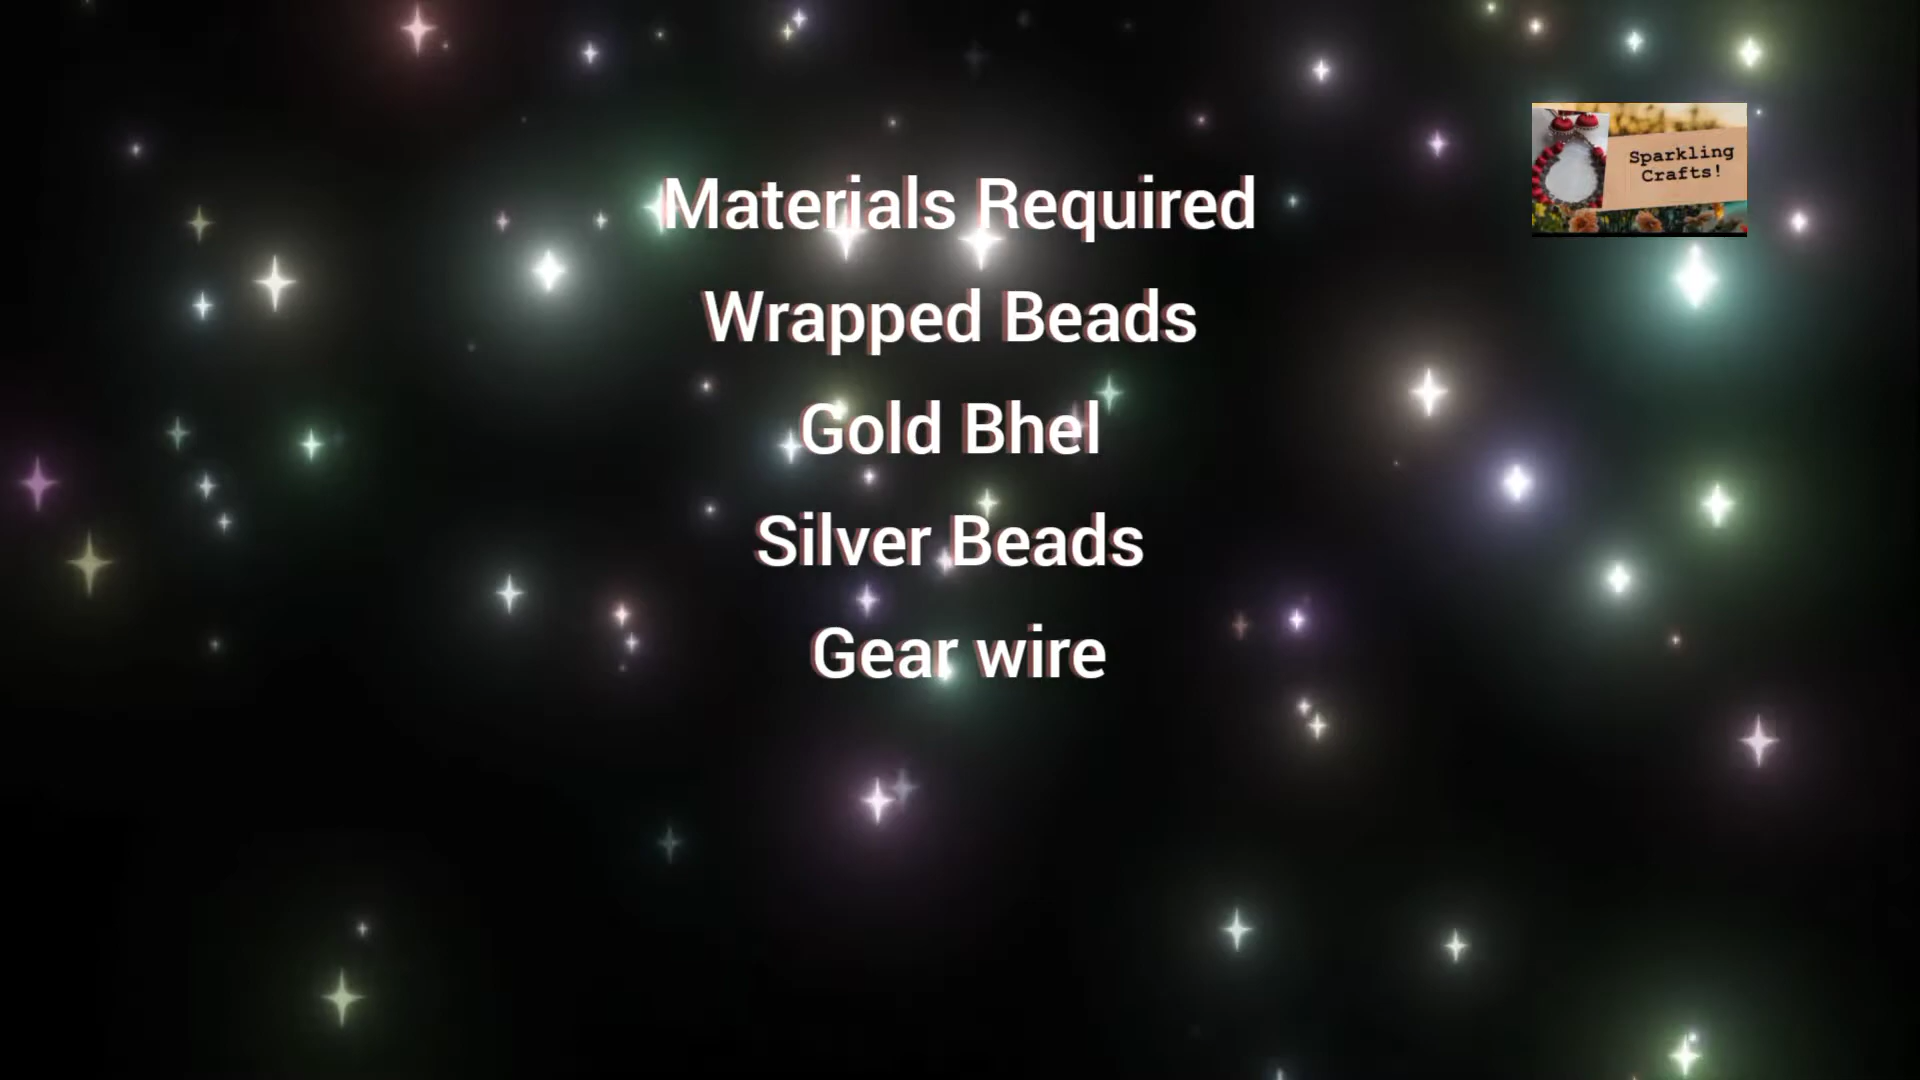 Materials Required
Sparkling
Crafts!
Wrapped Beads
Gold Bhel
Silver Beads
Gear wire